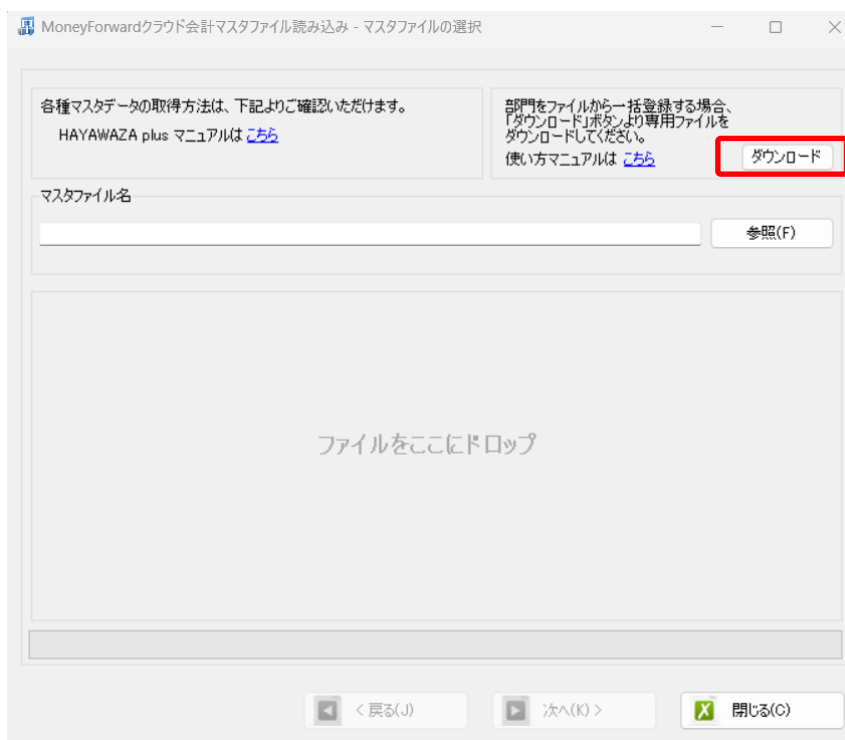 MoneyForwardクラウド会計マスタファイル読み込み - マスタファイルの選択
各種マスタデータの取得方法は、下記よりご確認いただけます。
HAYAWAZA plus マニュアルは こちら
部門をファイルから一括登録する場合、
「ダウンロード」ボタンより専用ファイルを
ダウンロードしてください。
使い方マニュアルは こちら
ダウンロード
マスタファイル名
参照(F)
ファイルをここにドロップ
< 戻る(J)
次へ(K) >
閉じる(C)